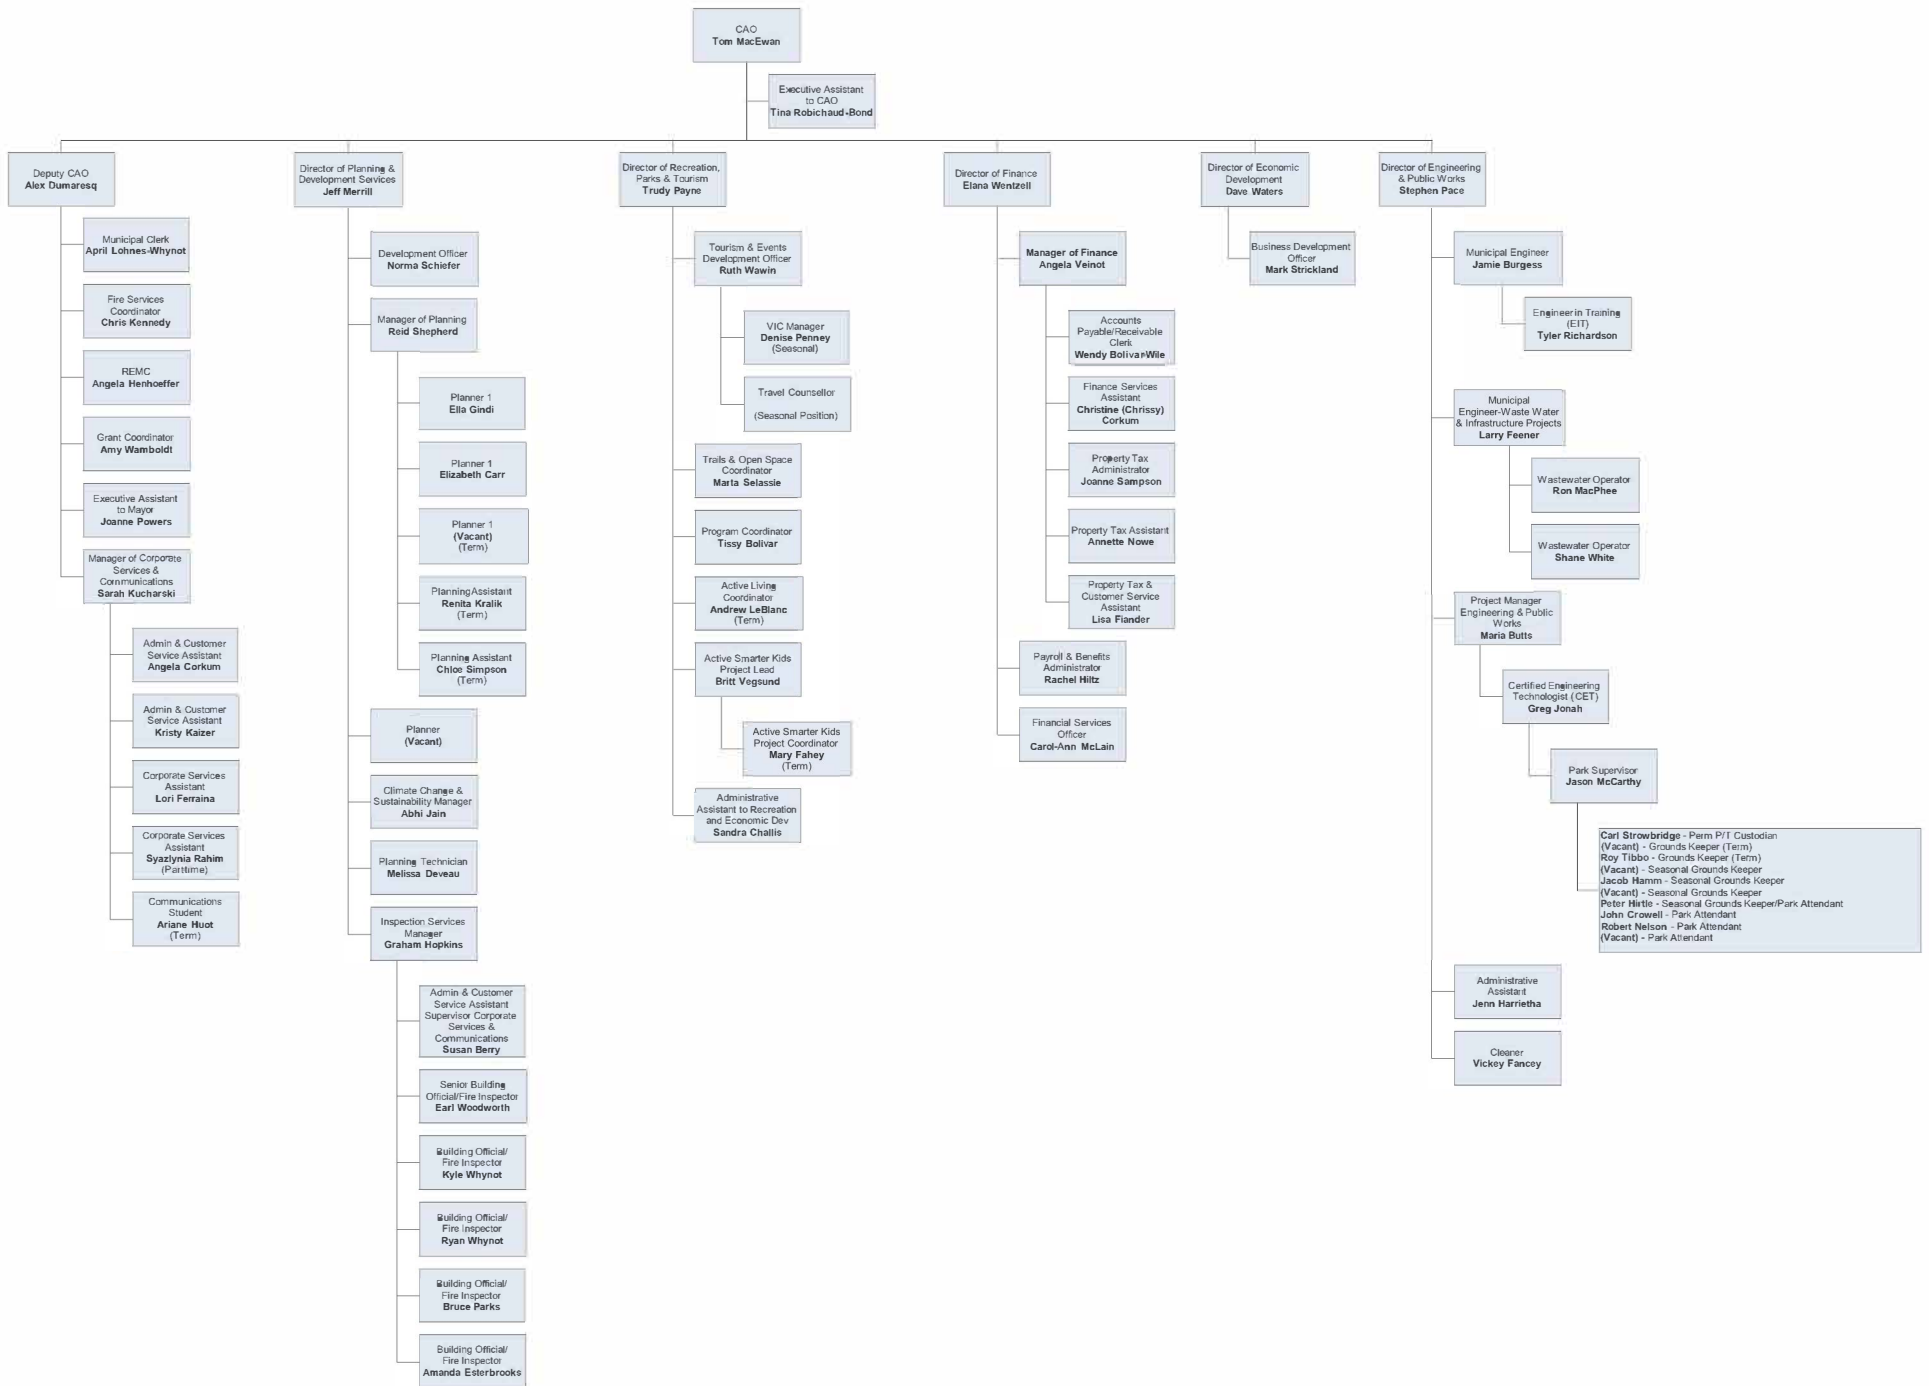 CAO
Tom MacEwan
Executive Assistant
to CAO
Tina Robichaud-Bond
Deputy CAO
Alex Dumaresq
Municipal Clerk
April Lohnes-Whynot
Fire Services
Coordinator
Chris Kennedy
REMC
Angela Henhoeffer
Grant Coordinator
Amy Wamboldt
Executive Assistant
to Mayor
Joanne Powers
Manager of Corporate
Services &
Communications
Sarah Kucharski
Admin & Customer
Service Assistant
Angela Corkum
Admin & Customer
Service Assistant
Kristy Kaizer
Corporate Services
Assistant
Lori Ferraina
Corporate Services
Assistant
Syazlynia Rahim
(Parttime)
Communications
Student
Ariane Huot
(Term)
Director of Planning &
Development Services
Jeff Merrill
Development Officer
Norma Schiefer
Manager of Planning
Reid Shepherd
Planner 1
Ella Gindi
Planner 1
Elizabeth Carr
Planner 1
(Vacant)
(Term)
Planning Assistant
Renita Kralik
(Term)
Planning Assistant
Chloe Simpson
(Term)
Planner
(Vacant)
Climate Change &
Sustainability Manager
Abhi Jain
Planning Technician
Melissa Deveau
Inspection Services
Manager
Graham Hopkins
Admin & Customer
Service Assistant
Supervisor Corporate
Services &
Communications
Susan Berry
Senior Building
Official/Fire Inspector
Earl Woodworth
Building Official/
Fire Inspector
Kyle Whynot
Building Official/
Fire Inspector
Ryan Whynot
Building Official/
Fire Inspector
Bruce Parks
Building Official/
Fire Inspector
Amanda Esterbrooks
Director of Recreation,
Parks & Tourism
Trudy Payne
Tourism & Events
Development Officer
Ruth Wawin
VIC Manager
Denise Penney
(Seasonal)
Travel Counsellor
(Seasonal Position)
Trails & Open Space
Coordinator
Marta Selassie
Program Coordinator
Tissy Bolivar
Active Living
Coordinator
Andrew LeBlanc
(Term)
Active Smarter Kids
Project Lead
Britt Vegsund
Active Smarter Kids
Project Coordinator
Mary Fahey
(Term)
Administrative
Assistant to Recreation
and Economic Dev
Sandra Challis
Director of Finance
Elana Wentzell
Manager of Finance
Angela Veinot
Accounts
Payable/Receivable
Clerk
Wendy Bolivar-Wile
Finance Services
Assistant
Christine (Chrissy)
Corkum
Property Tax
Administrator
Joanne Sampson
Property Tax Assistant
Annette Nowe
Property Tax &
Customer Service
Assistant
Lisa Fiander
Payroll & Benefits
Administrator
Rachel Hiltz
Financial Services
Officer
Carol-Ann McLain
Director of Economic
Development
Dave Waters
Business Development
Officer
Mark Strickland
Director of Engineering
& Public Works
Stephen Pace
Municipal Engineer
Jamie Burgess
Engineer in Training
(EIT)
Tyler Richardson
Municipal
Engineer-Waste Water
& Infrastructure Projects
Larry Feener
Wastewater Operator
Ron MacPhee
Wastewater Operator
Shane White
Project Manager
Engineering & Public
Works
Maria Butts
Certified Engineering
Technologist (CET)
Greg Jonah
Park Supervisor
Jason McCarthy
Carl Strowbridge - Perm P/T Custodian
(Vacant) - Grounds Keeper (Term)
Roy Tibbo - Grounds Keeper (Term)
(Vacant) - Seasonal Grounds Keeper
Jacob Hamm - Seasonal Grounds Keeper
(Vacant) - Seasonal Grounds Keeper
Peter Hirtle - Seasonal Grounds Keeper/Park Attendant
John Crowell - Park Attendant
Robert Nelson - Park Attendant
(Vacant) - Park Attendant
Administrative
Assistant
Jenn Harrietha
Cleaner
Vickey Fancey